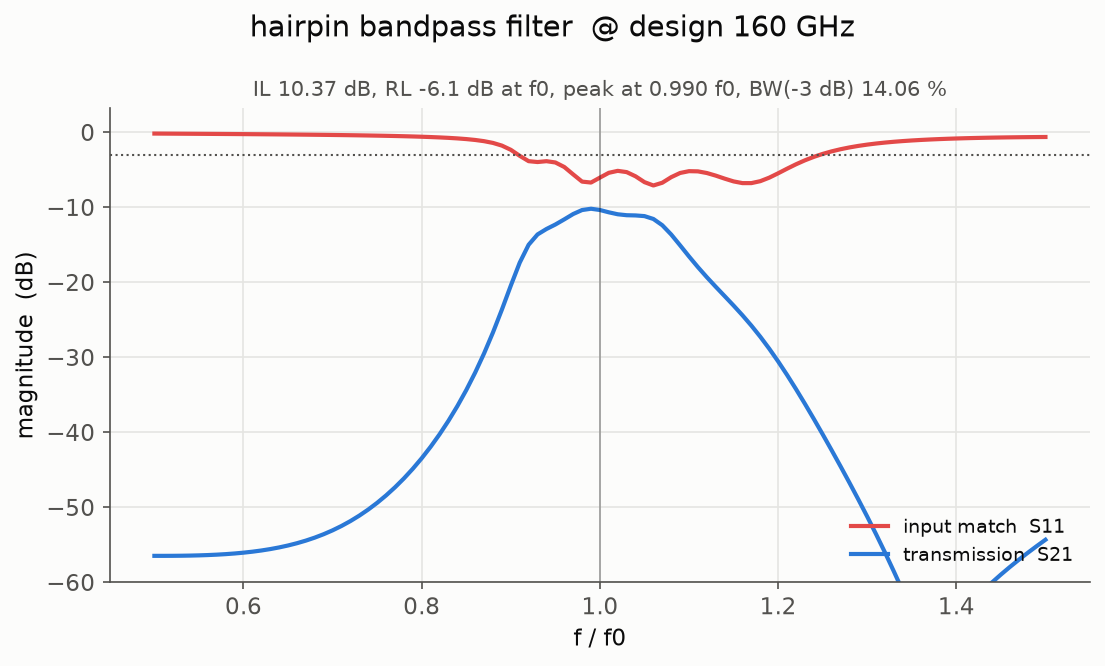 hairpin bandpass filter  @ design 160 GHz
IL 10.37 dB, RL -6.1 dB at f0, peak at 0.990 f0, BW(-3 dB) 14.06 %
magnitude (dB)
0
−10
−20
−30
−40
−50
−60
input match  S11
transmission  S21
0.6
0.8
1.0
1.2
1.4
f / f0